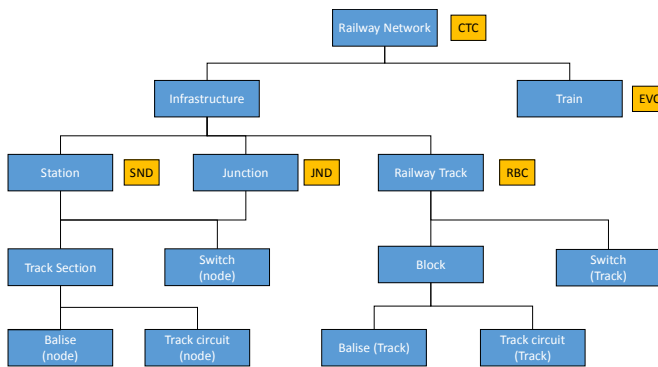 Railway Network
CTC
Infrastructure
Train
EVC
Station
SND
Junction
JND
Railway Track
RBC
Track Section
Switch
(node)
Block
Switch
(Track)
Balise
(node)
Track circuit
(node)
Balise (Track)
Track circuit
(Track)